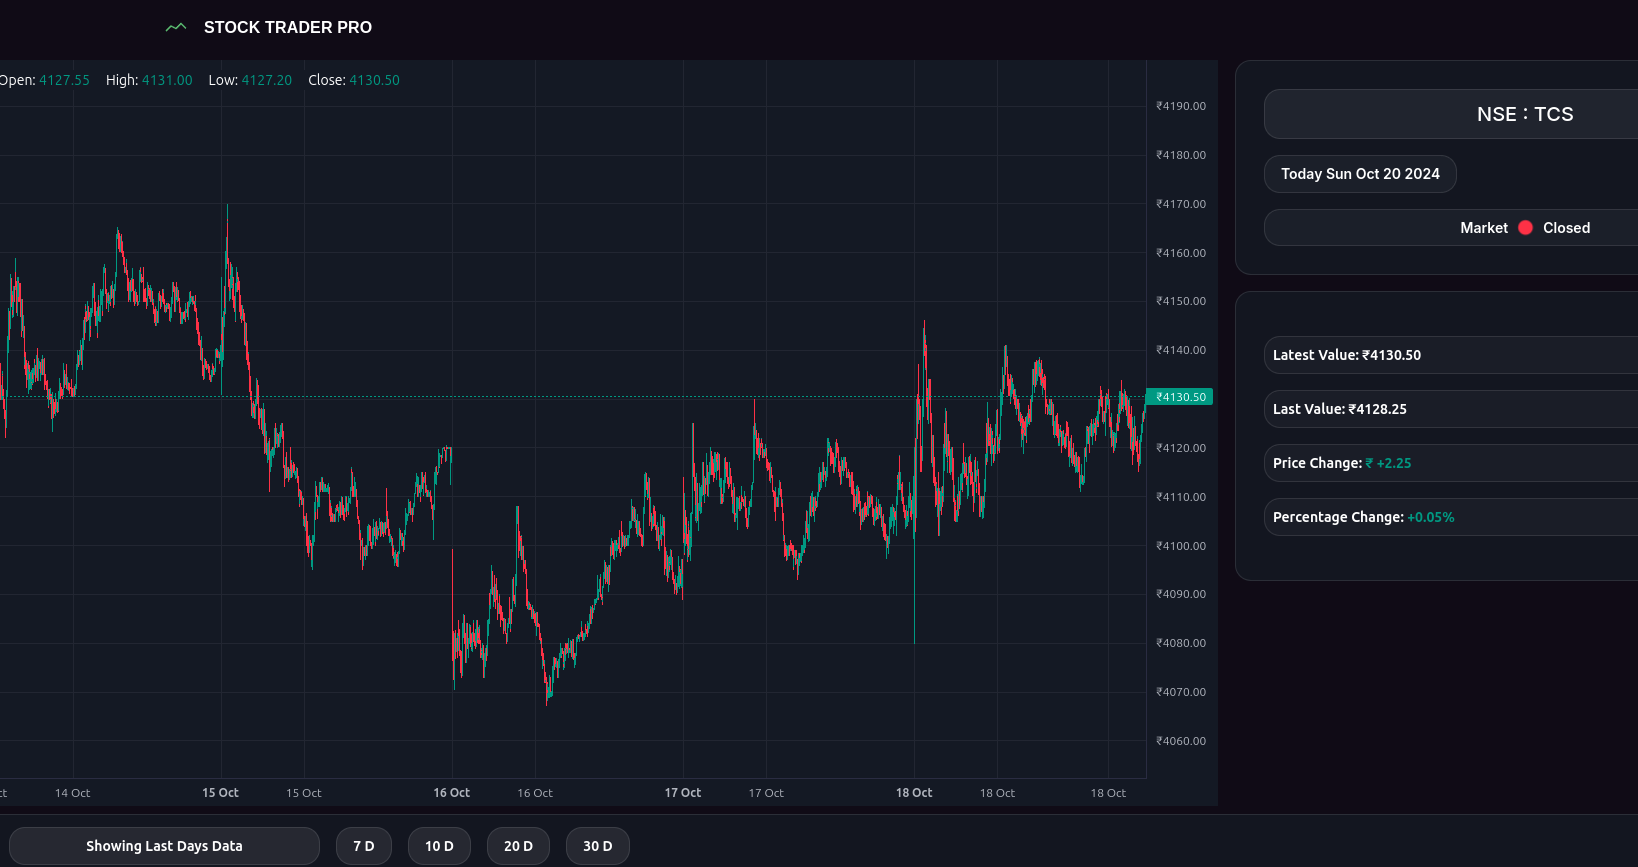 STOCK TRADER PRO
Open: 4127.55 High: 4131.00 Low: 4127.20 Close: 4130.50
₹4190.00
₹4180.00
₹4170.00
₹4160.00
₹4150.00
₹4140.00
₹4130.50
₹4120.00
₹4110.00
₹4100.00
₹4090.00
₹4080.00
₹4070.00
₹4060.00
14 Oct 15 Oct 15 Oct 16 Oct 16 Oct 17 Oct 17 Oct 18 Oct 18 Oct 18 Oct
Showing Last Days Data 7 D 10 D 20 D 30 D
NSE : TCS
Today Sun Oct 20 2024
Market Closed
Latest Value: ₹4130.50
Last Value: ₹4128.25
Price Change: ₹ +2.25
Percentage Change: +0.05%